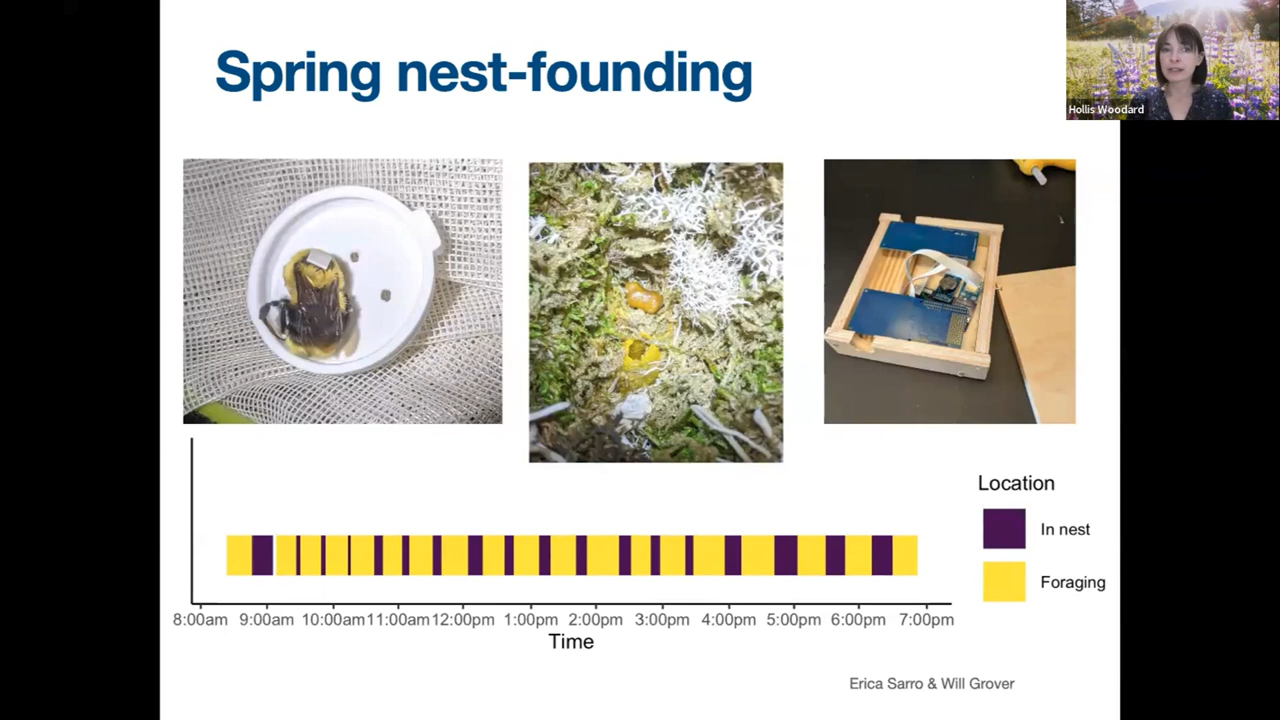 Spring nest-founding
Hollis Woodard
Location
In nest
Foraging
8:00am 9:00am 10:00am 11:00am 12:00pm 1:00pm 2:00pm 3:00pm 4:00pm 5:00pm 6:00pm 7:00pm
Time
Erica Sarro & Will Grover